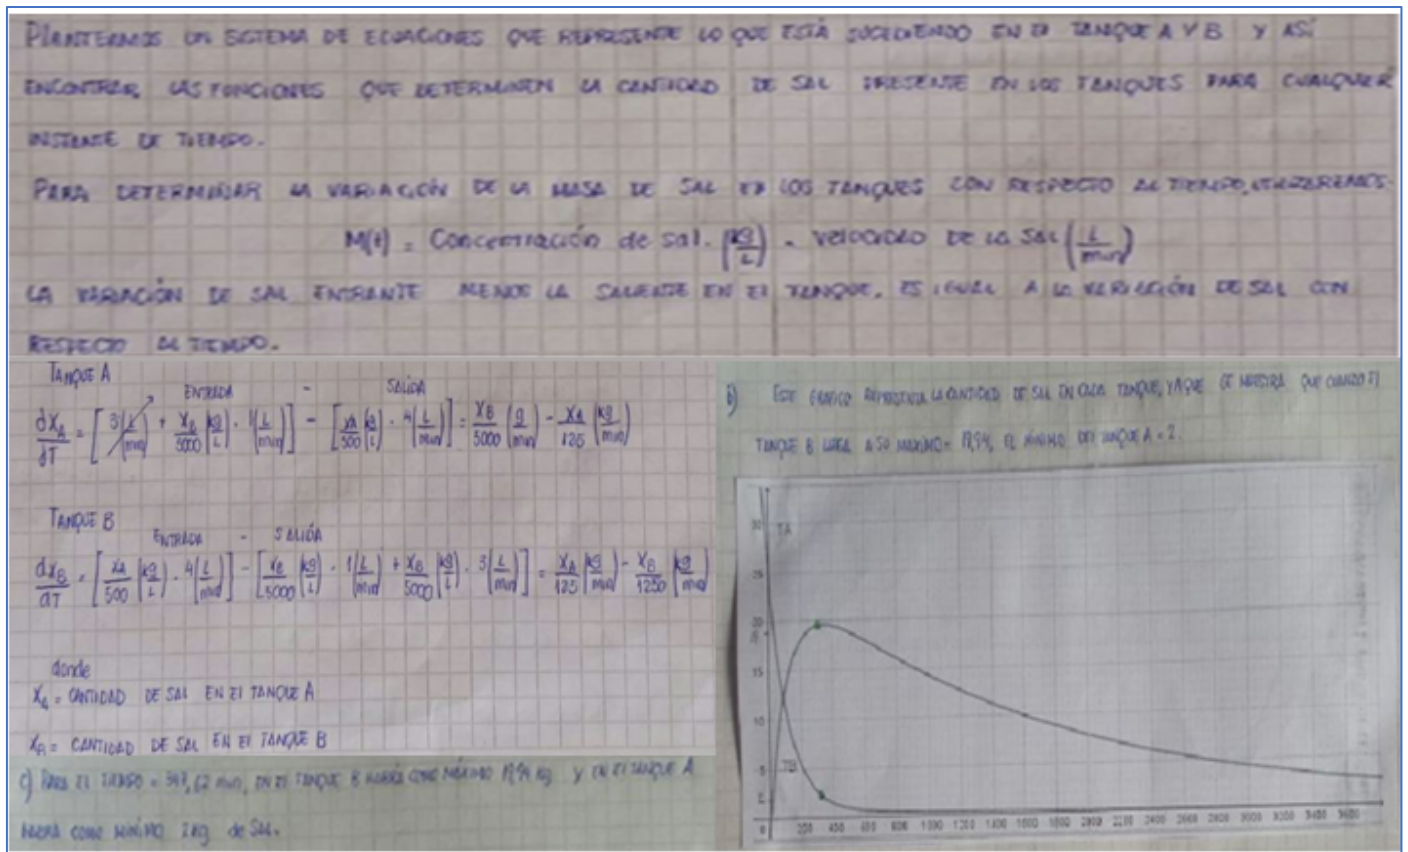 PLANTEAMOS UN SISTEMA DE ECUACIONES QUE REPRESENTE LO QUE ESTÁ SUCEDIENDO EN EL TANQUE A Y B Y ASÍ
ENCONTRAR LAS FUNCIONES QUE DETERMINEN LA CANTIDAD DE SAL PRESENTE EN LOS TANQUES PARA CUALQUIER
INSTANTE DE TIEMPO.
PARA DETERMINAR LA VARIACIÓN DE LA MASA DE SAL EN LOS TANQUES CON RESPECTO AL TIEMPO, UTILIZAREMOS.
M(t) = Concentración de sal. (kg/L) . VELOCIDAD DE LA SAL (L/min)
LA VARIACIÓN DE SAL ENTRANTE MENOS LA SALIENTE EN EL TANQUE, ES IGUAL A LA VARIACIÓN DE SAL CON
RESPECTO AL TIEMPO.
TANQUE A
ENTRADA - SALIDA
dX_A/dT = [3(L/min) + X_B/5000 (kg/L) . 1(L/min)] - [X_A/500 (kg/L) . 4(L/min)] = X_B/5000 (g/min) - X_A/125 (kg/min)
TANQUE B
ENTRADA - SALIDA
dX_B/dT = [X_A/500 (kg/L) . 4(L/min)] - [X_B/5000 (kg/L) . 1(L/min) + X_B/5000 (kg/L) . 3(L/min)] = X_A/125 (kg/min) - X_B/1250 (kg/min)
donde
X_A = CANTIDAD DE SAL EN EL TANQUE A
X_B = CANTIDAD DE SAL EN EL TANQUE B
c) PARA EL TIEMPO = 347,62 min, EN EL TANQUE B HABRÁ COMO MÁXIMO 19,94 kg Y EN EL TANQUE A
HABRÁ COMO MÍNIMO 2kg de SAL.
b) ESTE GRÁFICO REPRESENTA LA CANTIDAD DE SAL EN CADA TANQUE, YA QUE SE MUESTRA QUE CUANDO EL
TANQUE B LLEGA A SU MÁXIMO = 19,94, EL MÍNIMO DEL TANQUE A = 2.
30
TA
25
20
15
10
5
TB
0 200 400 600 800 1000 1200 1400 1600 1800 2000 2200 2400 2600 2800 3000 3200 3400 3600